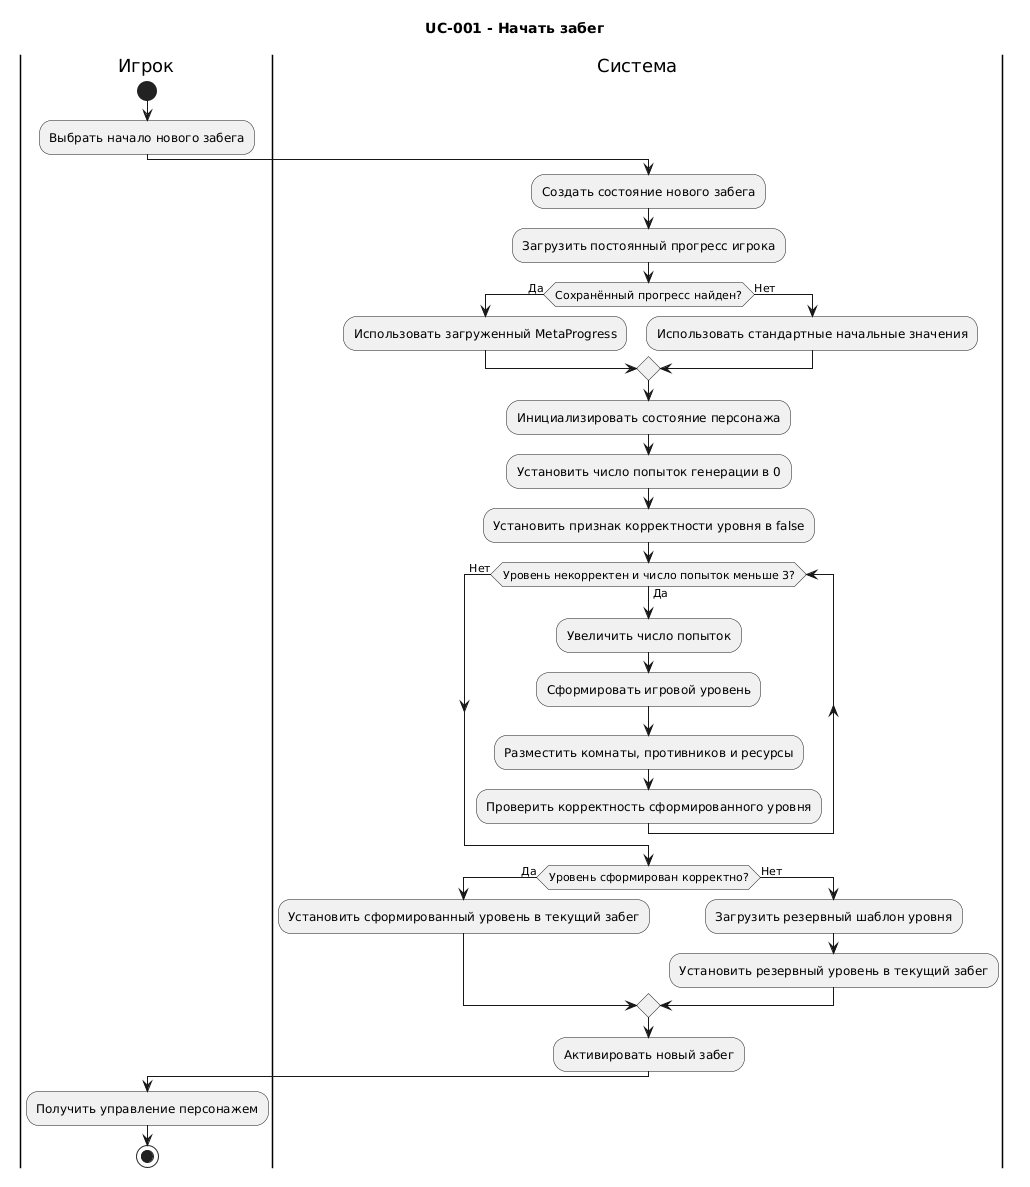 UC-001 - Начать забег
Игрок
Система
Выбрать начало нового забега
Создать состояние нового забега
Загрузить постоянный прогресс игрока
Да
Сохранённый прогресс найден?
Нет
Использовать загруженный MetaProgress
Использовать стандартные начальные значения
Инициализировать состояние персонажа
Установить число попыток генерации в 0
Установить признак корректности уровня в false
Нет
Уровень некорректен и число попыток меньше 3?
Да
Увеличить число попыток
Сформировать игровой уровень
Разместить комнаты, противников и ресурсы
Проверить корректность сформированного уровня
Да
Уровень сформирован корректно?
Нет
Установить сформированный уровень в текущий забег
Загрузить резервный шаблон уровня
Установить резервный уровень в текущий забег
Активировать новый забег
Получить управление персонажем